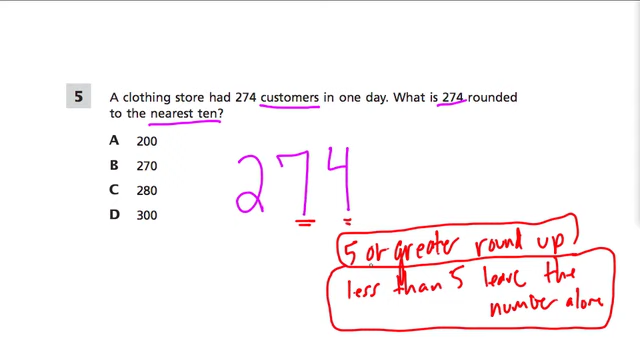 5 A clothing store had 274 customers in one day. What is 274 rounded
to the nearest ten?
A 200
B 270
C 280
D 300
274
5 or greater round up
less than 5 leave the
number alone